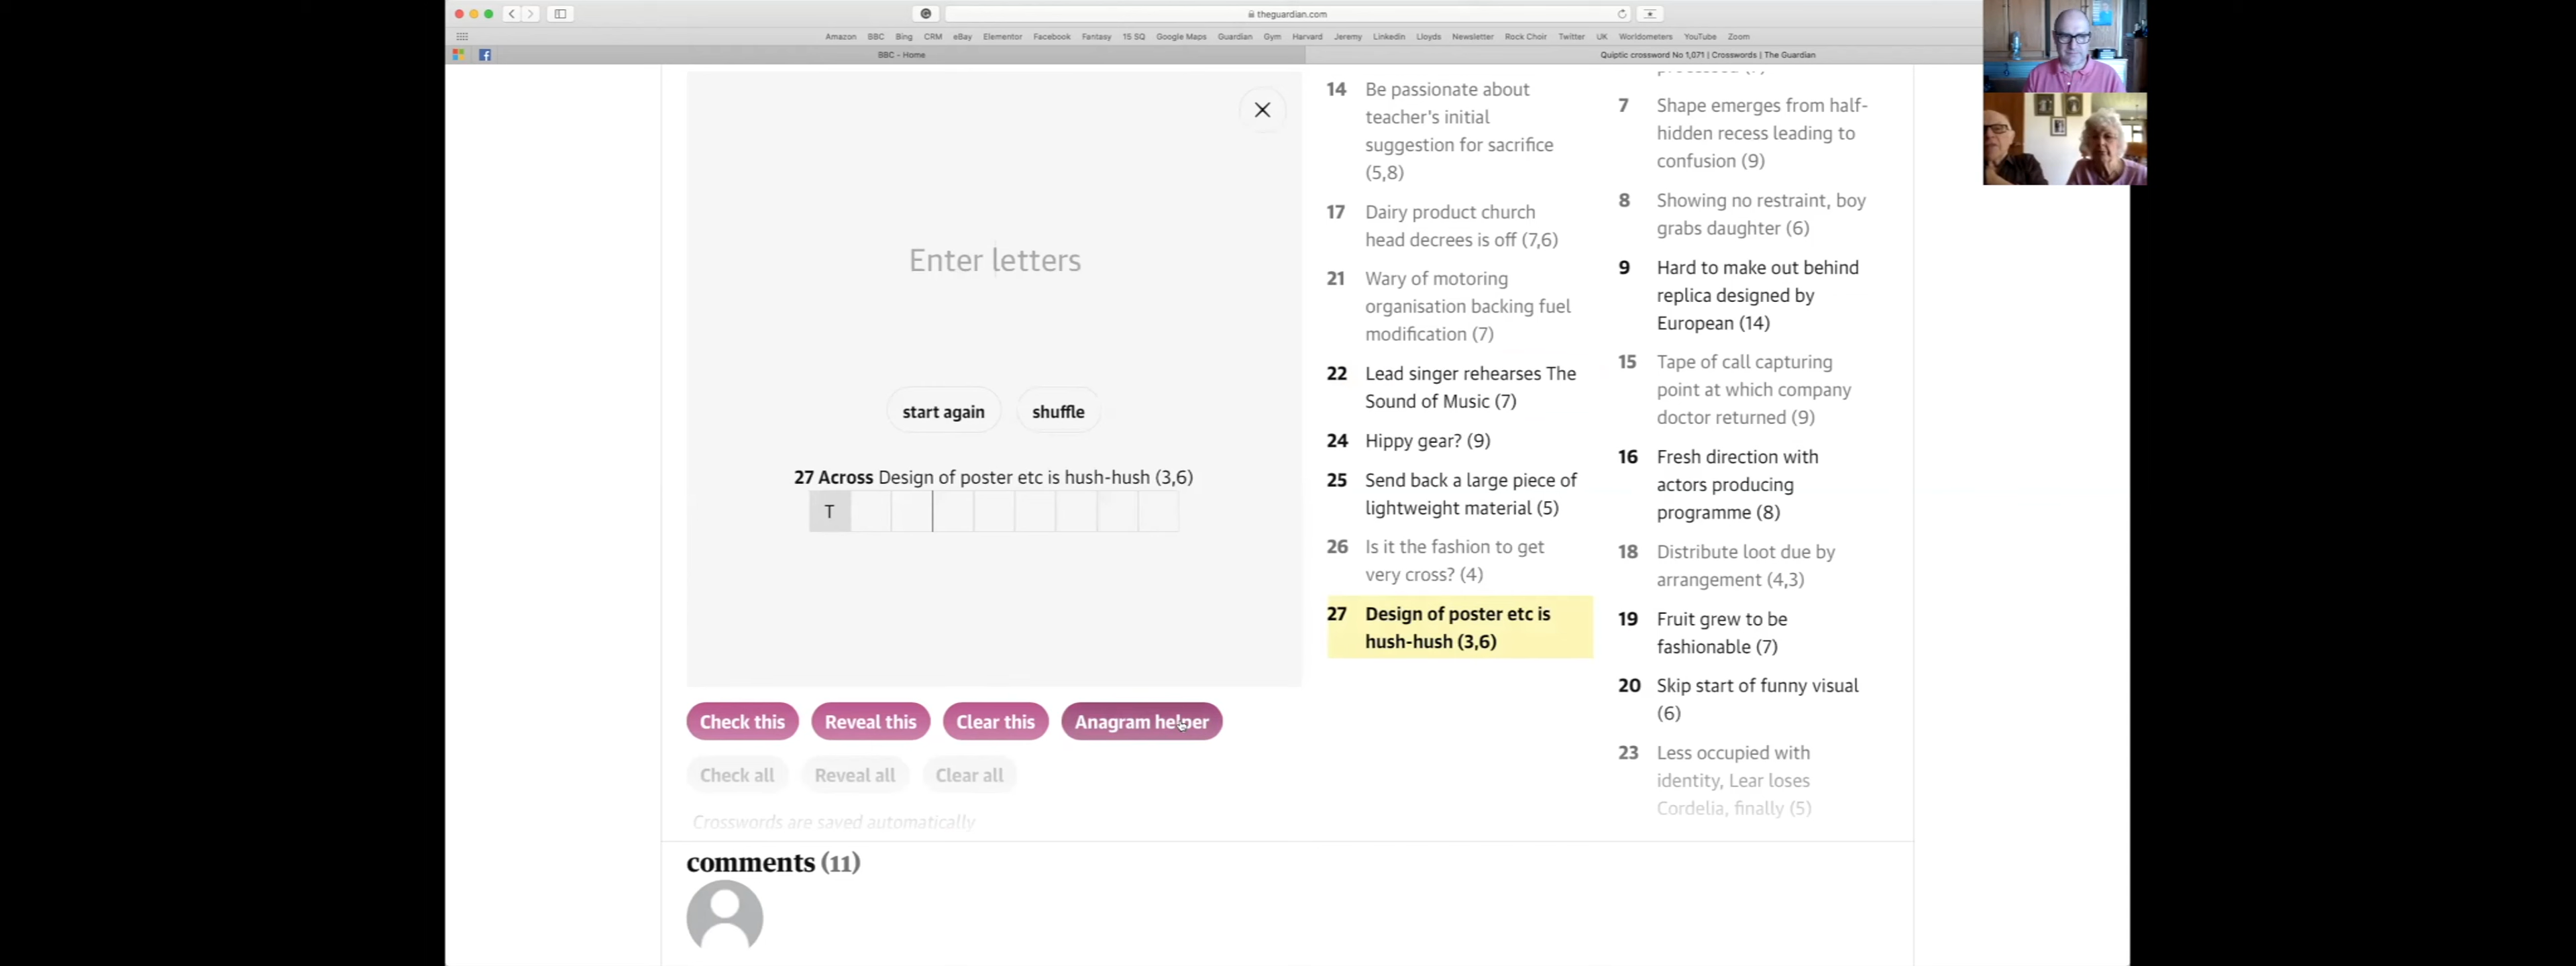 theguardian.com
Amazon BBC Bing CRM eBay Elementor Facebook Fantasy 15 SQ Google Maps Guardian Gym Harvard Jeremy Linkedin Lloyds Newsletter Rock Choir Twitter UK Worldometers YouTube Zoom
BBC - Home
Quiptic crossword No 1,071 | Crosswords | The Guardian
Enter letters
start again
shuffle
27 Across Design of poster etc is hush-hush (3,6)
T
Check this
Reveal this
Clear this
Anagram helper
Check all
Reveal all
Clear all
Crosswords are saved automatically
14 Be passionate about
teacher's initial
suggestion for sacrifice
(5,8)
17 Dairy product church
head decrees is off (7,6)
21 Wary of motoring
organisation backing fuel
modification (7)
22 Lead singer rehearses The
Sound of Music (7)
24 Hippy gear? (9)
25 Send back a large piece of
lightweight material (5)
26 Is it the fashion to get
very cross? (4)
27 Design of poster etc is
hush-hush (3,6)
7 Shape emerges from half-
hidden recess leading to
confusion (9)
8 Showing no restraint, boy
grabs daughter (6)
9 Hard to make out behind
replica designed by
European (14)
15 Tape of call capturing
point at which company
doctor returned (9)
16 Fresh direction with
actors producing
programme (8)
18 Distribute loot due by
arrangement (4,3)
19 Fruit grew to be
fashionable (7)
20 Skip start of funny visual
(6)
23 Less occupied with
identity, Lear loses
Cordelia, finally (5)
comments (11)